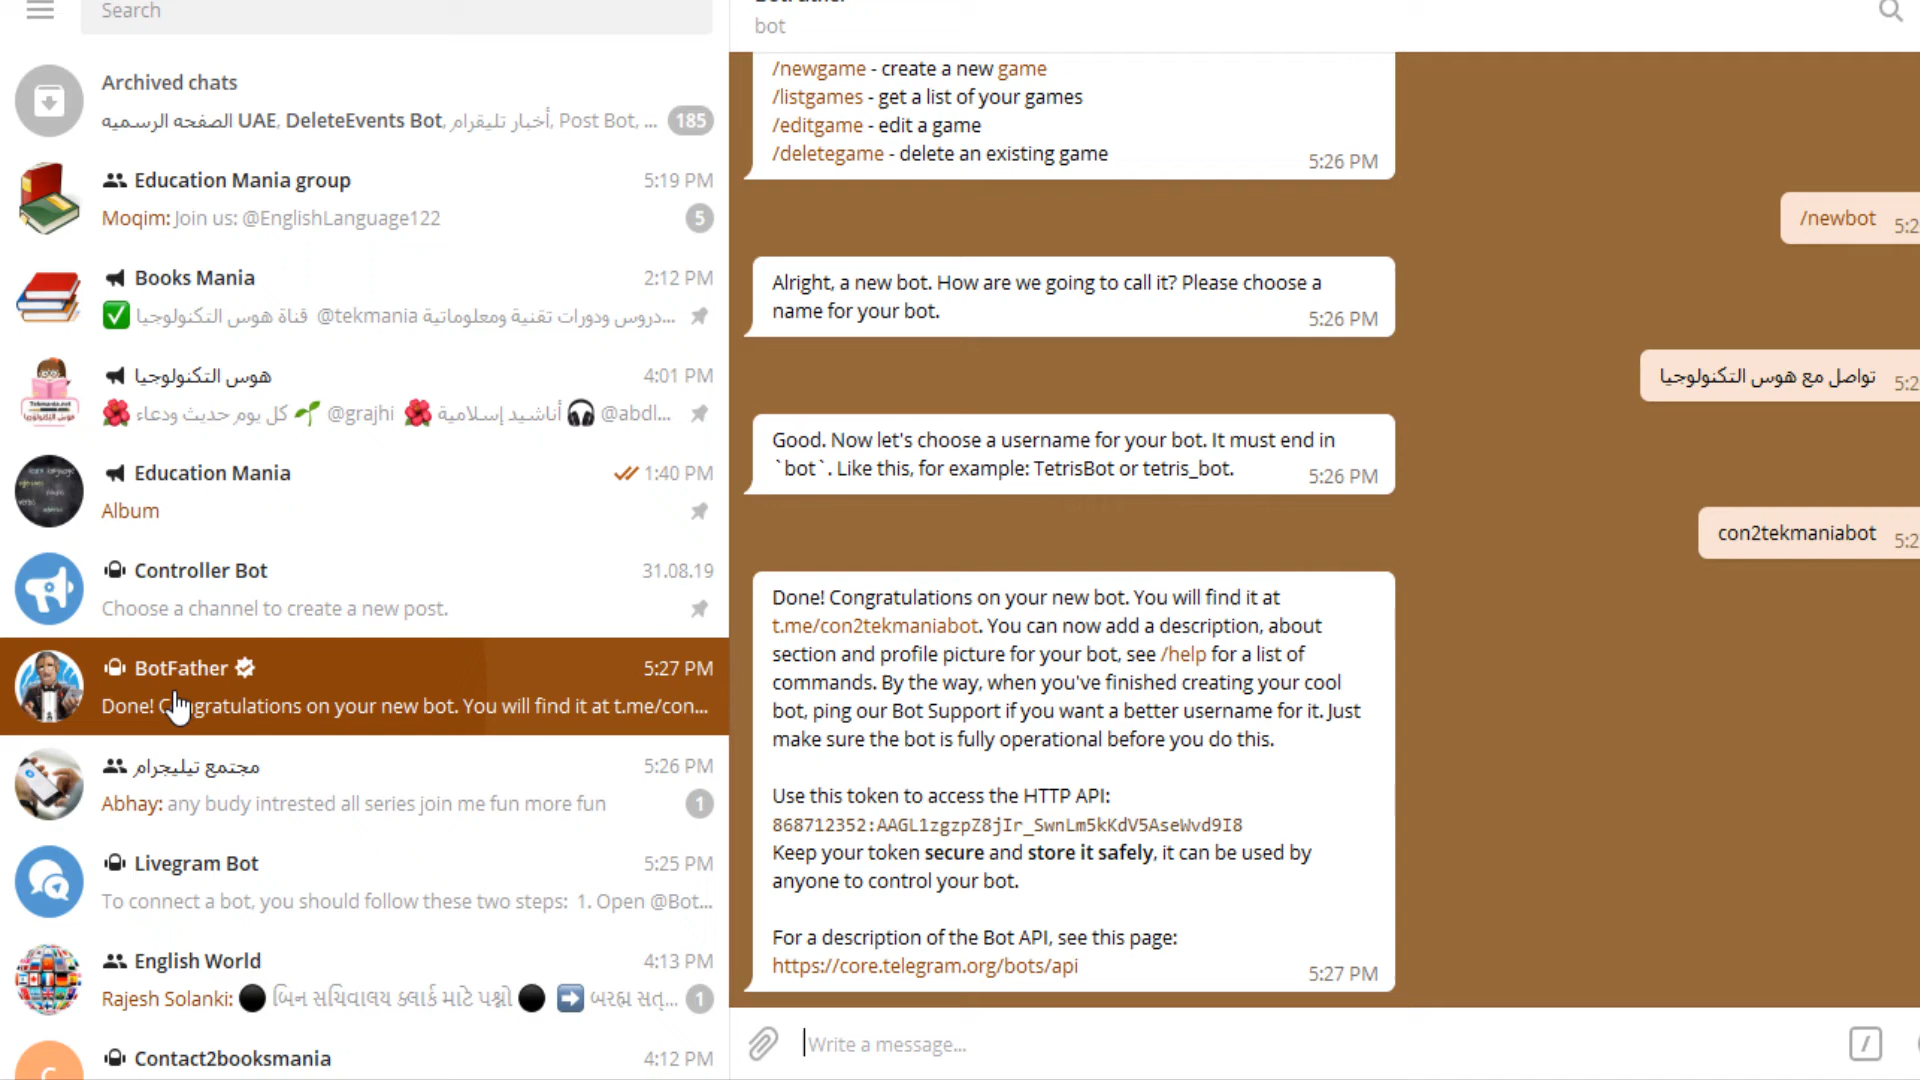 Search
Archived chats
الصفحه الرسميه UAE, DeleteEvents Bot, أخبار تليقرام, Post Bot, ...
185
Education Mania group
5:19 PM
Moqim: Join us: @EnglishLanguage122
5
Books Mania
2:12 PM
✅ قناة هوس التكنولوجيا @tekmania دروس ودورات تقنية ومعلوماتية...
هوس التكنولوجيا
4:01 PM
🌺 كل يوم حديث ودعاء 🌱 @grajhi 🌺 أناشيد إسلامية 🎧 @abdl...
Education Mania
1:40 PM
Album
Controller Bot
31.08.19
Choose a channel to create a new post.
BotFather
5:27 PM
Done! Congratulations on your new bot. You will find it at t.me/con...
مجتمع تيليجرام
5:26 PM
Abhay: any budy intrested all series join me fun more fun
1
Livegram Bot
5:25 PM
To connect a bot, you should follow these two steps: 1. Open @Bot...
English World
4:13 PM
Rajesh Solanki: ⚫ બિન સચિવાલય ક્લાર્ક માટે પશ્નો ⚫ ➡ બરહ્મ સત્...
1
Contact2booksmania
4:12 PM
C
bot
/newgame - create a new game
/listgames - get a list of your games
/editgame - edit a game
/deletegame - delete an existing game
5:26 PM
/newbot
5:2
Alright, a new bot. How are we going to call it? Please choose a
name for your bot.
5:26 PM
تواصل مع هوس التكنولوجيا
5:2
Good. Now let's choose a username for your bot. It must end in
`bot`. Like this, for example: TetrisBot or tetris_bot.
5:26 PM
con2tekmaniabot
5:2
Done! Congratulations on your new bot. You will find it at
t.me/con2tekmaniabot. You can now add a description, about
section and profile picture for your bot, see /help for a list of
commands. By the way, when you've finished creating your cool
bot, ping our Bot Support if you want a better username for it. Just
make sure the bot is fully operational before you do this.
Use this token to access the HTTP API:
868712352:AAGL1zgzpZ8jIr_SwnLm5kKdV5AseWvd9I8
Keep your token secure and store it safely, it can be used by
anyone to control your bot.
For a description of the Bot API, see this page:
https://core.telegram.org/bots/api
5:27 PM
Write a message...